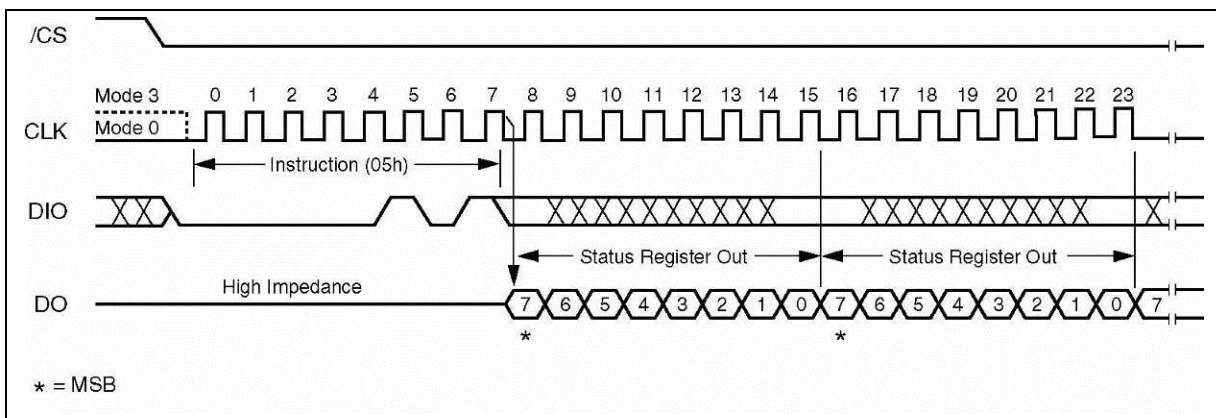 /CS
Mode 3 0 1 2 3 4 5 6 7 8 9 10 11 12 13 14 15 16 17 18 19 20 21 22 23
CLK Mode 0
Instruction (05h)
DIO
Status Register Out Status Register Out
High Impedance
DO 7 6 5 4 3 2 1 0 7 6 5 4 3 2 1 0 7
* *
* = MSB